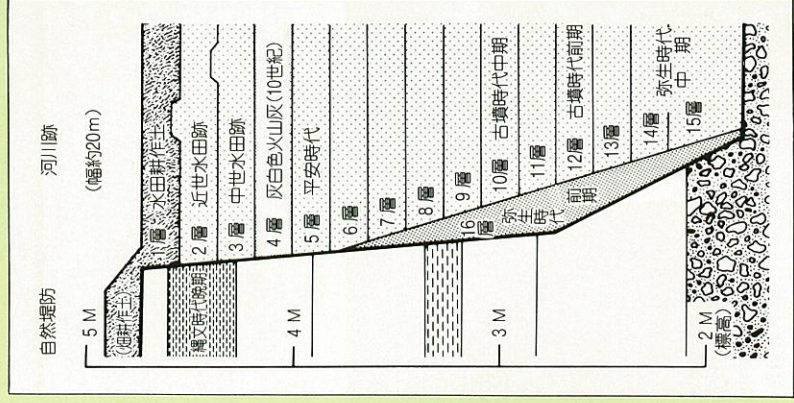 自然堤防
河川跡
(幅約20m)
5M
(畑耕作土)
縄文時代晩期
4M
3M
2M
(標高)
1層 水田耕作土
2層 近世水田跡
3層 中世水田跡
4層 灰白色火山灰(10世紀)
5層 平安時代
6層
7層
8層
9層
10層 古墳時代中期
11層
12層 古墳時代前期
13層
14層
15層
弥生時代
中期
16層
弥生時代
前期